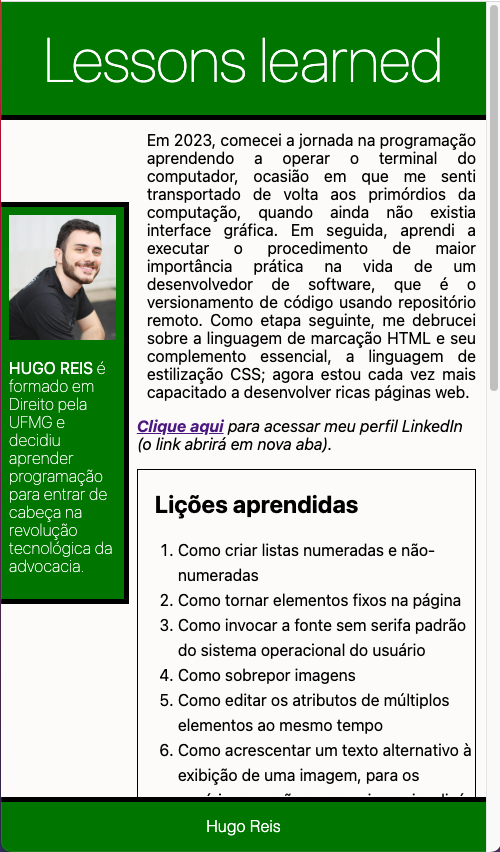 Lessons learned
HUGO REIS é
formado em
Direito pela
UFMG e
decidiu
aprender
programação
para entrar de
cabeça na
revolução
tecnológica da
advocacia.
Em 2023, comecei a jornada na programação
aprendendo a operar o terminal do
computador, ocasião em que me senti
transportado de volta aos primórdios da
computação, quando ainda não existia
interface gráfica. Em seguida, aprendi a
executar o procedimento de maior
importância prática na vida de um
desenvolvedor de software, que é o
versionamento de código usando repositório
remoto. Como etapa seguinte, me debrucei
sobre a linguagem de marcação HTML e seu
complemento essencial, a linguagem de
estilização CSS; agora estou cada vez mais
capacitado a desenvolver ricas páginas web.
Clique aqui para acessar meu perfil LinkedIn
(o link abrirá em nova aba).
Lições aprendidas
1. Como criar listas numeradas e não-
numeradas
2. Como tornar elementos fixos na página
3. Como invocar a fonte sem serifa padrão
do sistema operacional do usuário
4. Como sobrepor imagens
5. Como editar os atributos de múltiplos
elementos ao mesmo tempo
6. Como acrescentar um texto alternativo à
exibição de uma imagem, para os
Hugo Reis